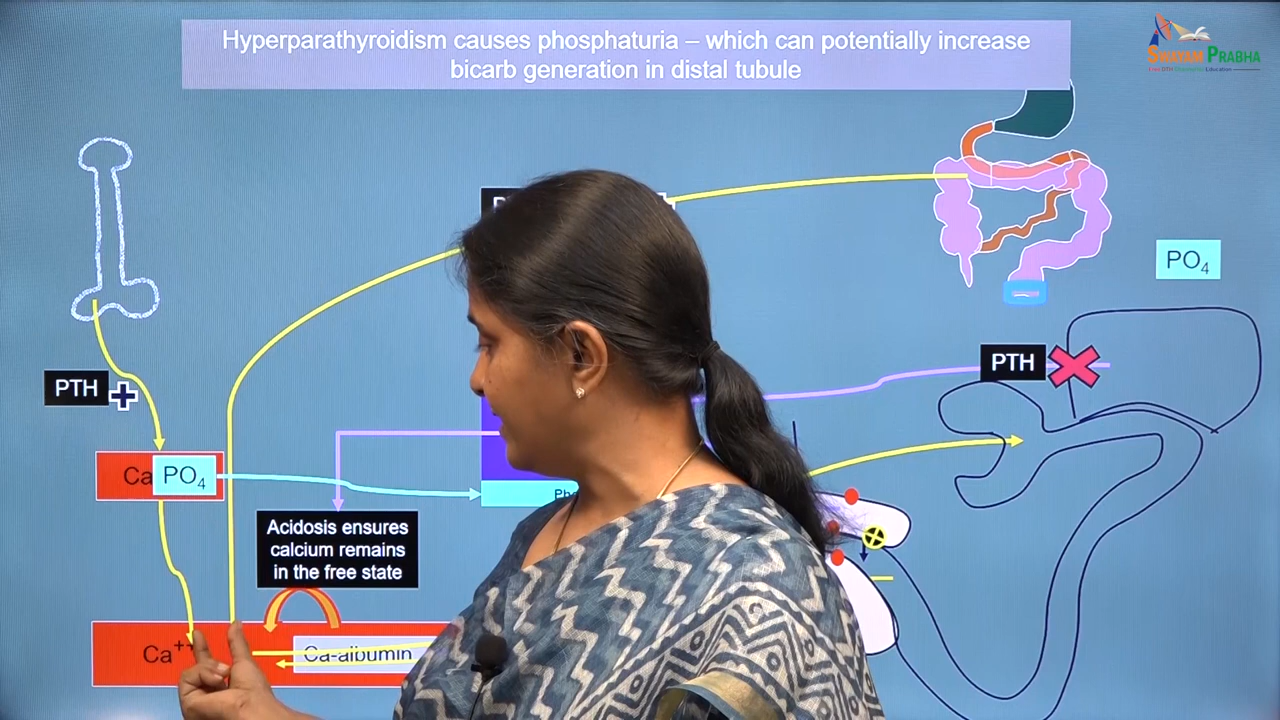 Hyperparathyroidism causes phosphaturia – which can potentially increase
bicarb generation in distal tubule
SWAYAM PRABHA
PO4
PTH
PTH
Ca
PO4
Acidosis ensures
calcium remains
in the free state
Ca++
Ca-albumin